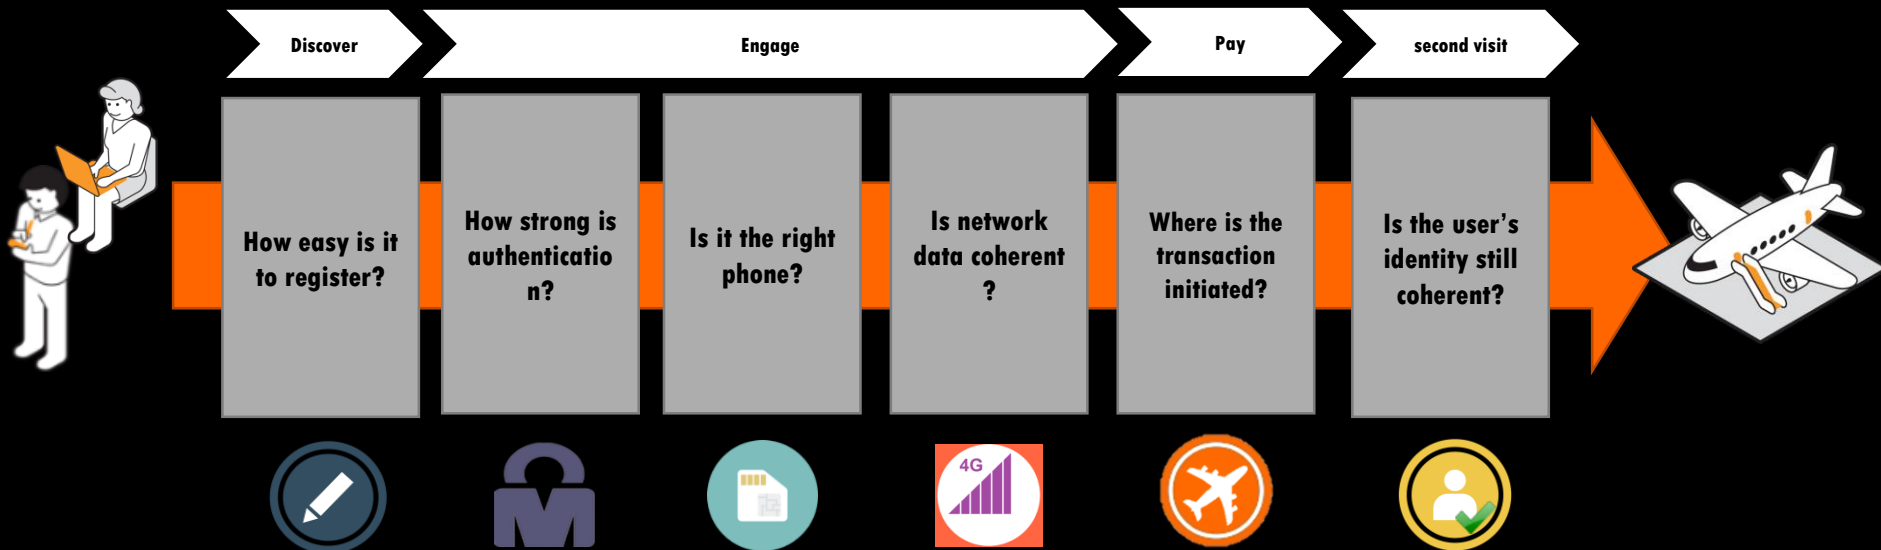 Discover
Engage
Pay
second visit
How easy is it
to register?
How strong is
authenticatio
n?
Is it the right
phone?
Is network
data coherent
?
Where is the
transaction
initiated?
Is the user’s
identity still
coherent?
M
4G